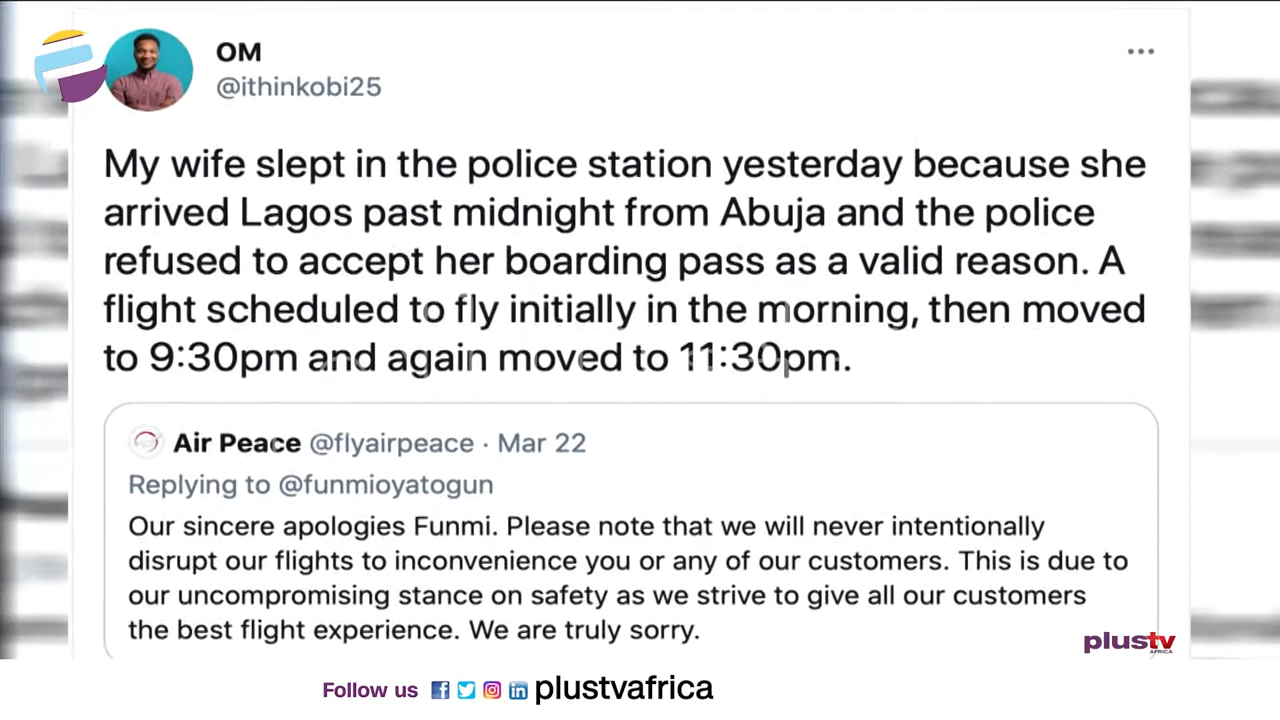 OM
@ithinkobi25
My wife slept in the police station yesterday because she
arrived Lagos past midnight from Abuja and the police
refused to accept her boarding pass as a valid reason. A
flight scheduled to fly initially in the morning, then moved
to 9:30pm and again moved to 11:30pm.
Air Peace @flyairpeace · Mar 22
Replying to @funmioyatogun
Our sincere apologies Funmi. Please note that we will never intentionally
disrupt our flights to inconvenience you or any of our customers. This is due to
our uncompromising stance on safety as we strive to give all our customers
the best flight experience. We are truly sorry.
plustv
AFRICA
Follow us plustvafrica